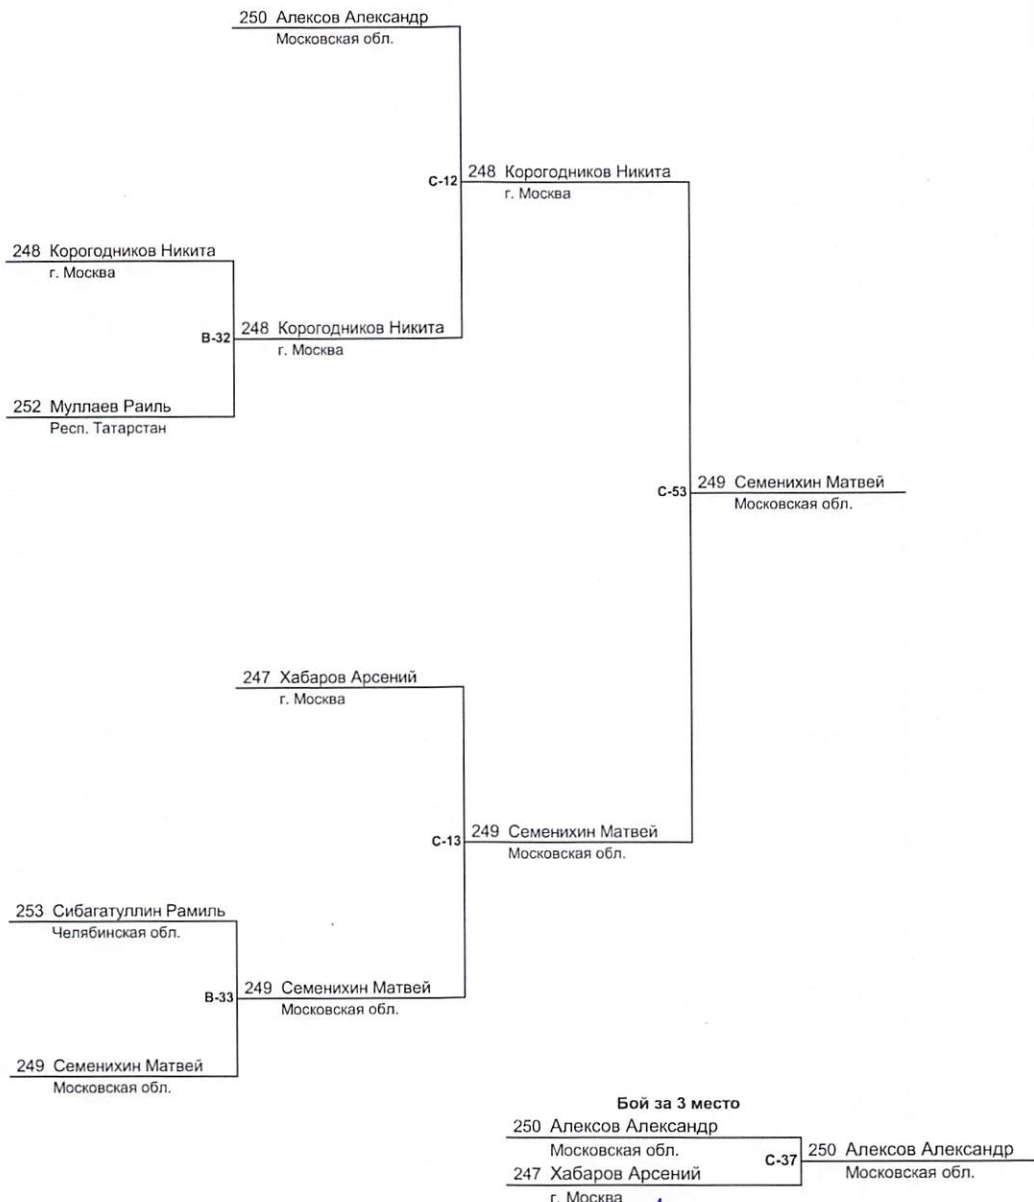 250 Алексов Александр
Московская обл.
C-12
248 Корогодников Никита
г. Москва
248 Корогодников Никита
г. Москва
B-32
248 Корогодников Никита
г. Москва
252 Муллаев Раиль
Респ. Татарстан
C-53
249 Семенихин Матвей
Московская обл.
247 Хабаров Арсений
г. Москва
C-13
249 Семенихин Матвей
Московская обл.
253 Сибагатуллин Рамиль
Челябинская обл.
B-33
249 Семенихин Матвей
Московская обл.
249 Семенихин Матвей
Московская обл.
Бой за 3 место
250 Алексов Александр
Московская обл.
C-37
250 Алексов Александр
Московская обл.
247 Хабаров Арсений
г. Москва